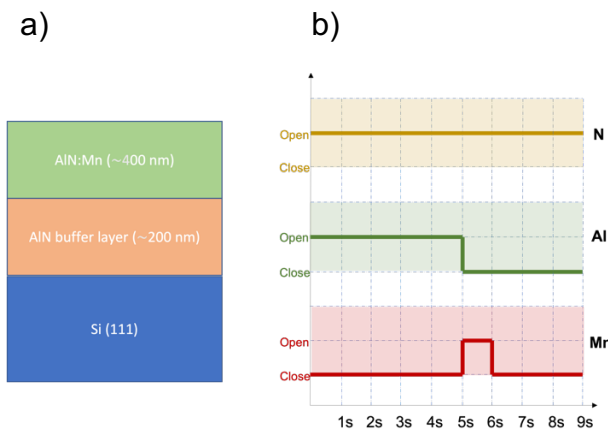 a)
b)
AlN:Mn (~400 nm)
AlN buffer layer (~200 nm)
Si (111)
Open
Close
N
Open
Close
Al
Open
Close
Mn
1s 2s 3s 4s 5s 6s 7s 8s 9s